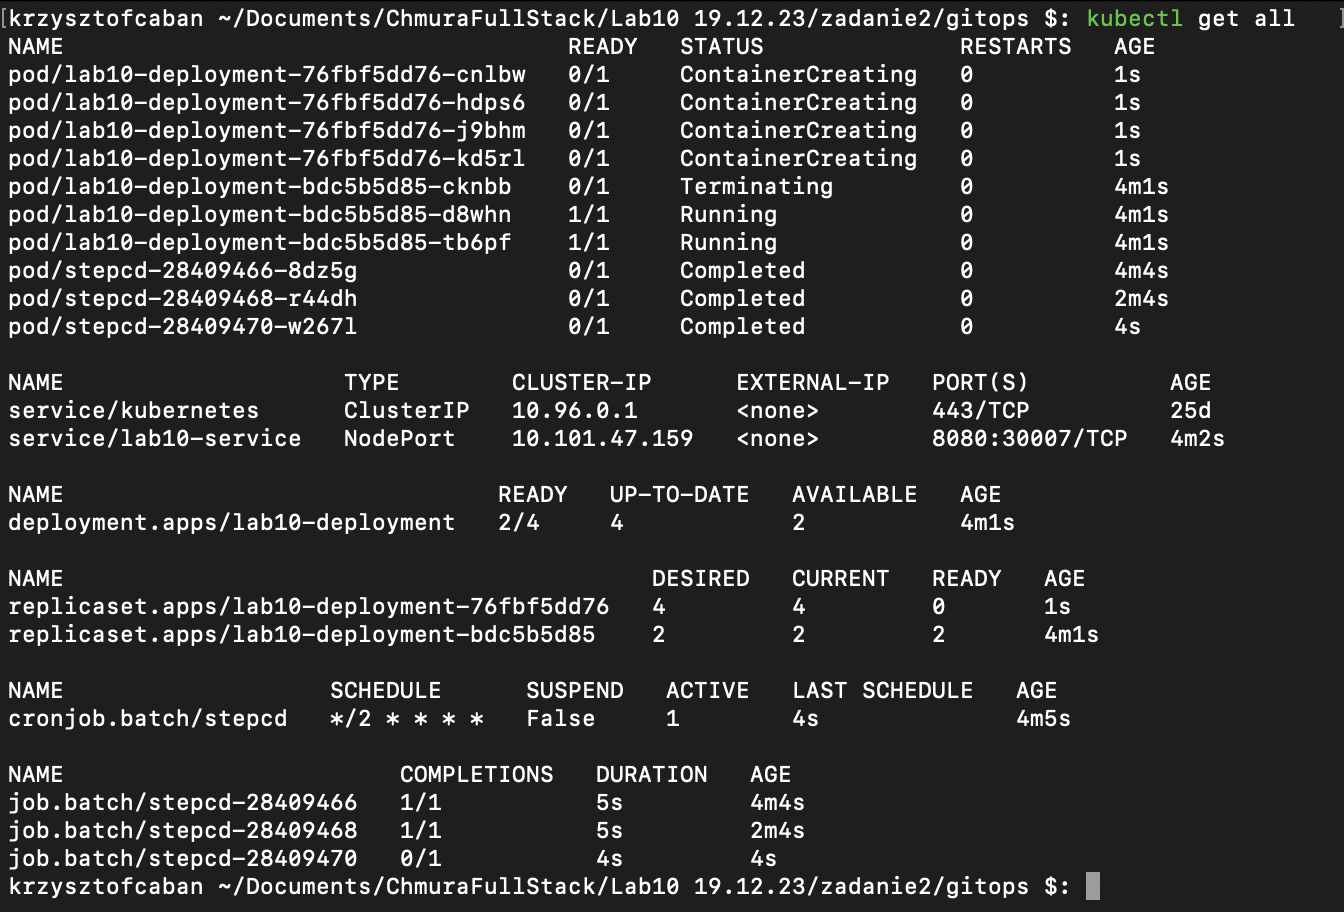 [krzysztofcaban ~/Documents/ChmuraFullStack/Lab10 19.12.23/zadanie2/gitops $: kubectl get all ]
NAME READY STATUS RESTARTS AGE
pod/lab10-deployment-76fbf5dd76-cnlbw 0/1 ContainerCreating 0 1s
pod/lab10-deployment-76fbf5dd76-hdps6 0/1 ContainerCreating 0 1s
pod/lab10-deployment-76fbf5dd76-j9bhm 0/1 ContainerCreating 0 1s
pod/lab10-deployment-76fbf5dd76-kd5rl 0/1 ContainerCreating 0 1s
pod/lab10-deployment-bdc5b5d85-cknbb 0/1 Terminating 0 4m1s
pod/lab10-deployment-bdc5b5d85-d8whn 1/1 Running 0 4m1s
pod/lab10-deployment-bdc5b5d85-tb6pf 1/1 Running 0 4m1s
pod/stepcd-28409466-8dz5g 0/1 Completed 0 4m4s
pod/stepcd-28409468-r44dh 0/1 Completed 0 2m4s
pod/stepcd-28409470-w267l 0/1 Completed 0 4s
NAME TYPE CLUSTER-IP EXTERNAL-IP PORT(S) AGE
service/kubernetes ClusterIP 10.96.0.1 <none> 443/TCP 25d
service/lab10-service NodePort 10.101.47.159 <none> 8080:30007/TCP 4m2s
NAME READY UP-TO-DATE AVAILABLE AGE
deployment.apps/lab10-deployment 2/4 4 2 4m1s
NAME DESIRED CURRENT READY AGE
replicaset.apps/lab10-deployment-76fbf5dd76 4 4 0 1s
replicaset.apps/lab10-deployment-bdc5b5d85 2 2 2 4m1s
NAME SCHEDULE SUSPEND ACTIVE LAST SCHEDULE AGE
cronjob.batch/stepcd */2 * * * * False 1 4s 4m5s
NAME COMPLETIONS DURATION AGE
job.batch/stepcd-28409466 1/1 5s 4m4s
job.batch/stepcd-28409468 1/1 5s 2m4s
job.batch/stepcd-28409470 0/1 4s 4s
krzysztofcaban ~/Documents/ChmuraFullStack/Lab10 19.12.23/zadanie2/gitops $: